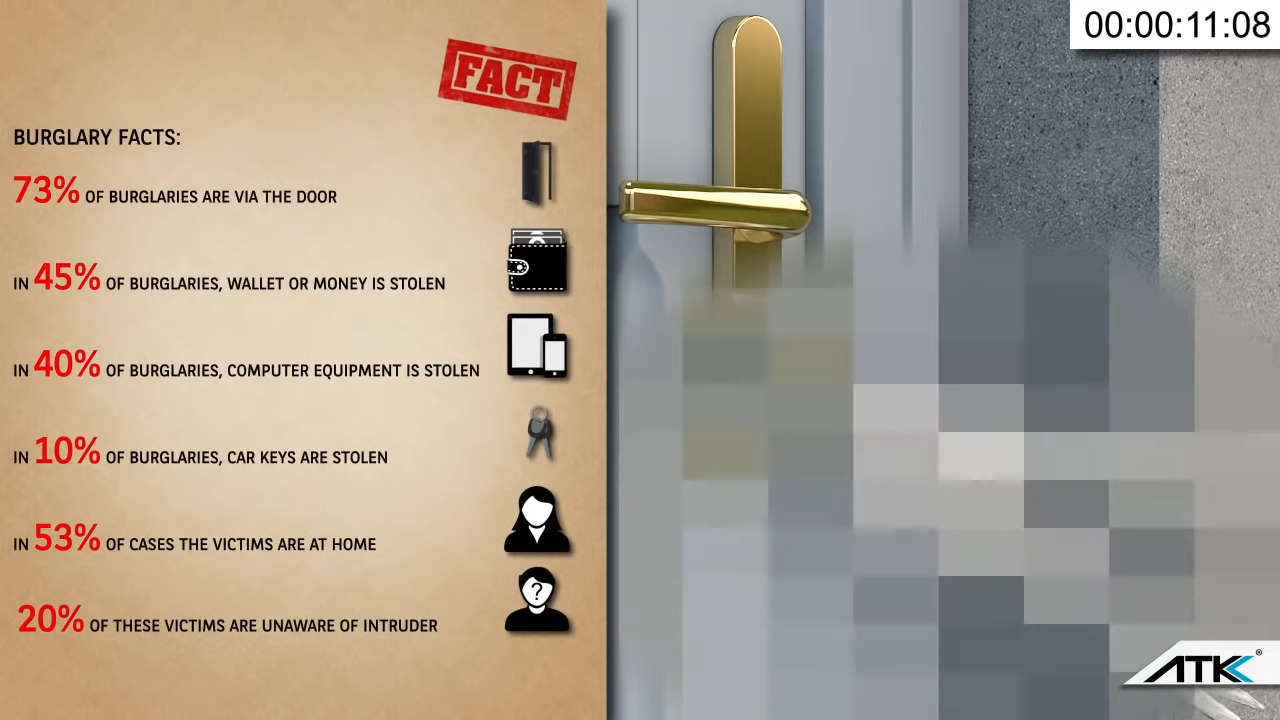 00:00:11:08
FACT
BURGLARY FACTS:
73% OF BURGLARIES ARE VIA THE DOOR
IN 45% OF BURGLARIES, WALLET OR MONEY IS STOLEN
IN 40% OF BURGLARIES, COMPUTER EQUIPMENT IS STOLEN
IN 10% OF BURGLARIES, CAR KEYS ARE STOLEN
IN 53% OF CASES THE VICTIMS ARE AT HOME
?
20% OF THESE VICTIMS ARE UNAWARE OF INTRUDER
ATK®